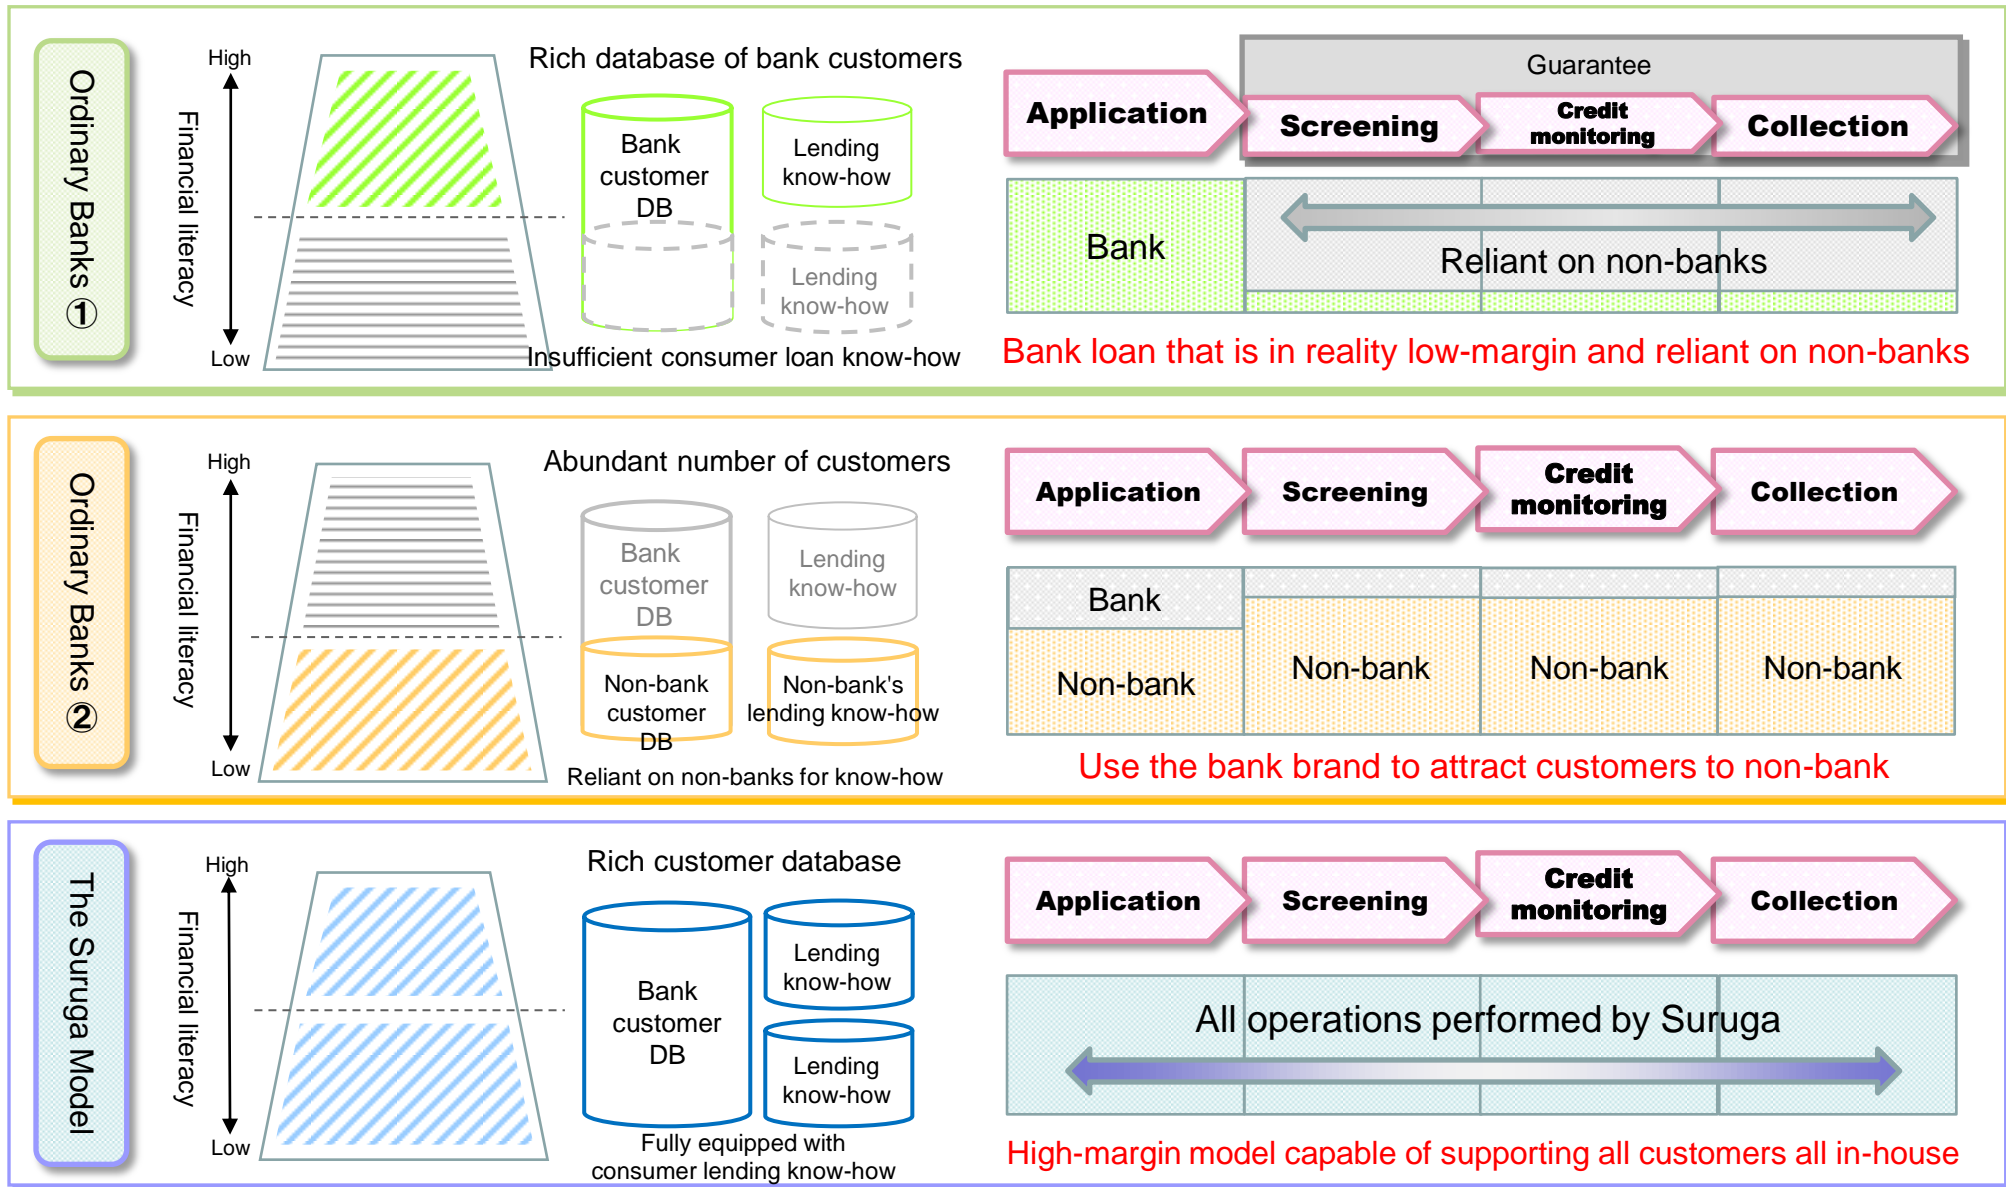 Ordinary Banks ①
High
Financial literacy
Low
Rich database of bank customers
Bank
customer
DB
Lending
know-how
Lending
know-how
Insufficient consumer loan know-how
Guarantee
Application
Screening
Credit
monitoring
Collection
Bank
Reliant on non-banks
Bank loan that is in reality low-margin and reliant on non-banks
Ordinary Banks ②
High
Financial literacy
Low
Abundant number of customers
Bank
customer
DB
Lending
know-how
Non-bank
customer
DB
Non-bank's
lending know-how
Reliant on non-banks for know-how
Application
Screening
Credit
monitoring
Collection
Bank
Non-bank
Non-bank
Non-bank
Non-bank
Use the bank brand to attract customers to non-bank
The Suruga Model
High
Financial literacy
Low
Rich customer database
Bank
customer
DB
Lending
know-how
Lending
know-how
Fully equipped with
consumer lending know-how
Application
Screening
Credit
monitoring
Collection
All operations performed by Suruga
High-margin model capable of supporting all customers all in-house